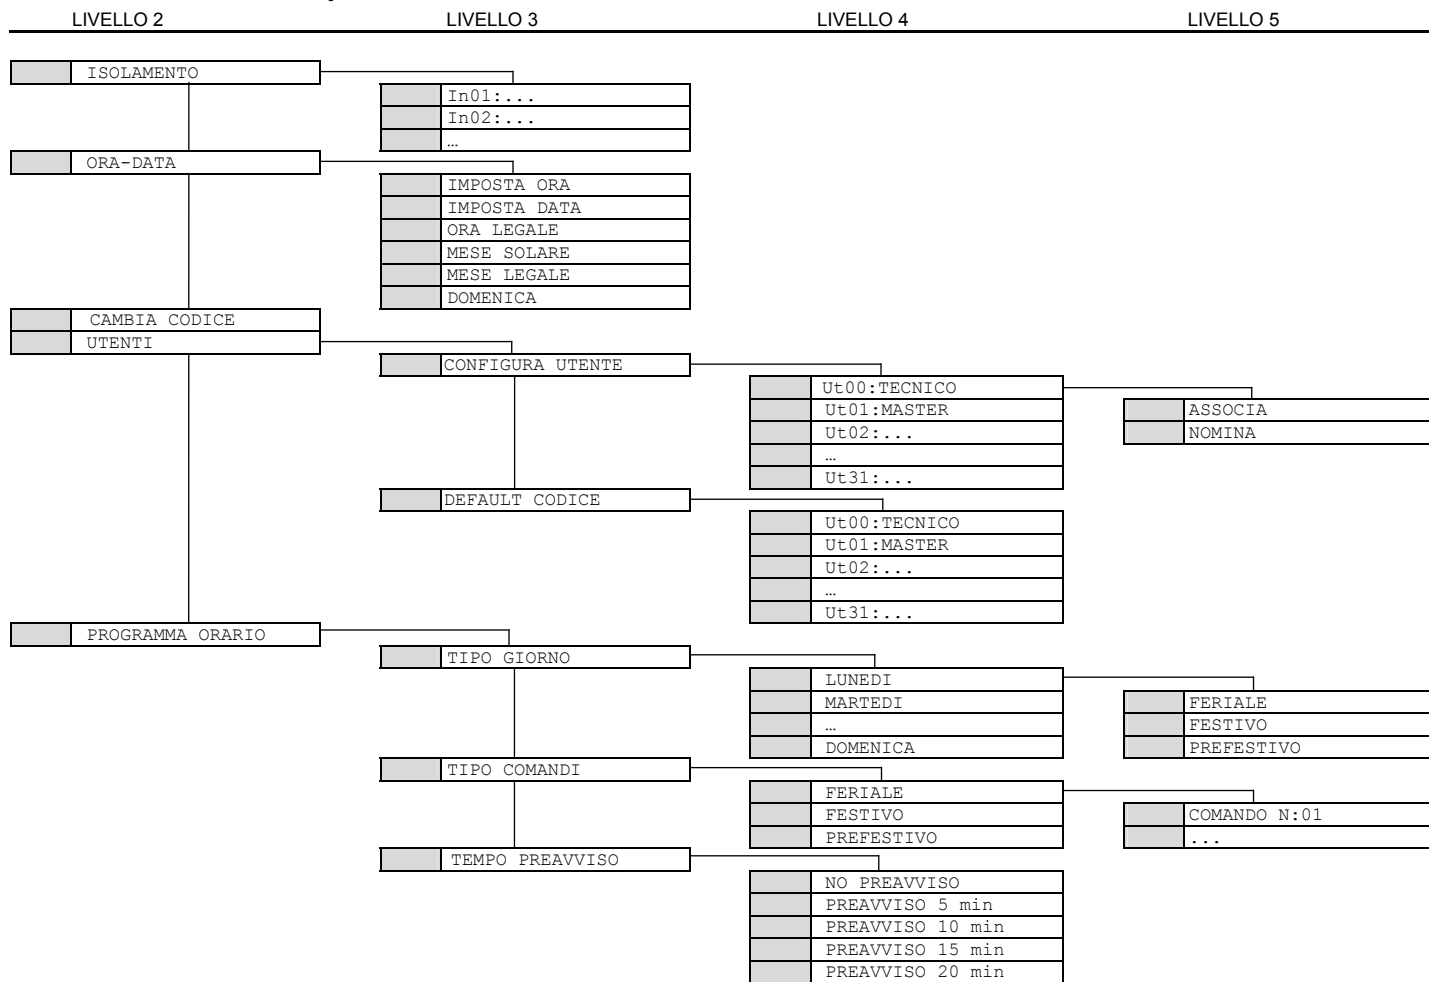 LIVELLO 2 LIVELLO 3 LIVELLO 4 LIVELLO 5
ISOLAMENTO
In01:...
In02:...
…
ORA-DATA
IMPOSTA ORA
IMPOSTA DATA
ORA LEGALE
MESE SOLARE
MESE LEGALE
DOMENICA
CAMBIA CODICE
UTENTI
CONFIGURA UTENTE
Ut00:TECNICO
Ut01:MASTER
Ut02:...
…
Ut31:...
ASSOCIA
NOMINA
DEFAULT CODICE
Ut00:TECNICO
Ut01:MASTER
Ut02:...
…
Ut31:...
PROGRAMMA ORARIO
TIPO GIORNO
LUNEDI
MARTEDI
…
DOMENICA
FERIALE
FESTIVO
PREFESTIVO
TIPO COMANDI
FERIALE
FESTIVO
PREFESTIVO
COMANDO N:01
...
TEMPO PREAVVISO
NO PREAVVISO
PREAVVISO 5 min
PREAVVISO 10 min
PREAVVISO 15 min
PREAVVISO 20 min